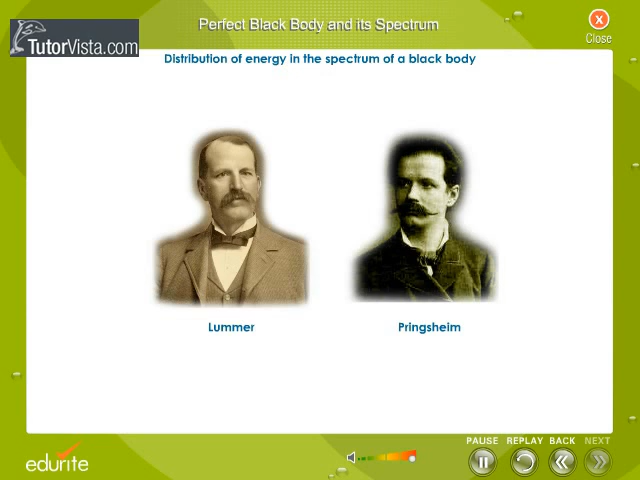 Perfect Black Body and its Spectrum
X
Close
TutorVista.com
Distribution of energy in the spectrum of a black body
Lummer
Pringsheim
PAUSE REPLAY BACK NEXT
edurite